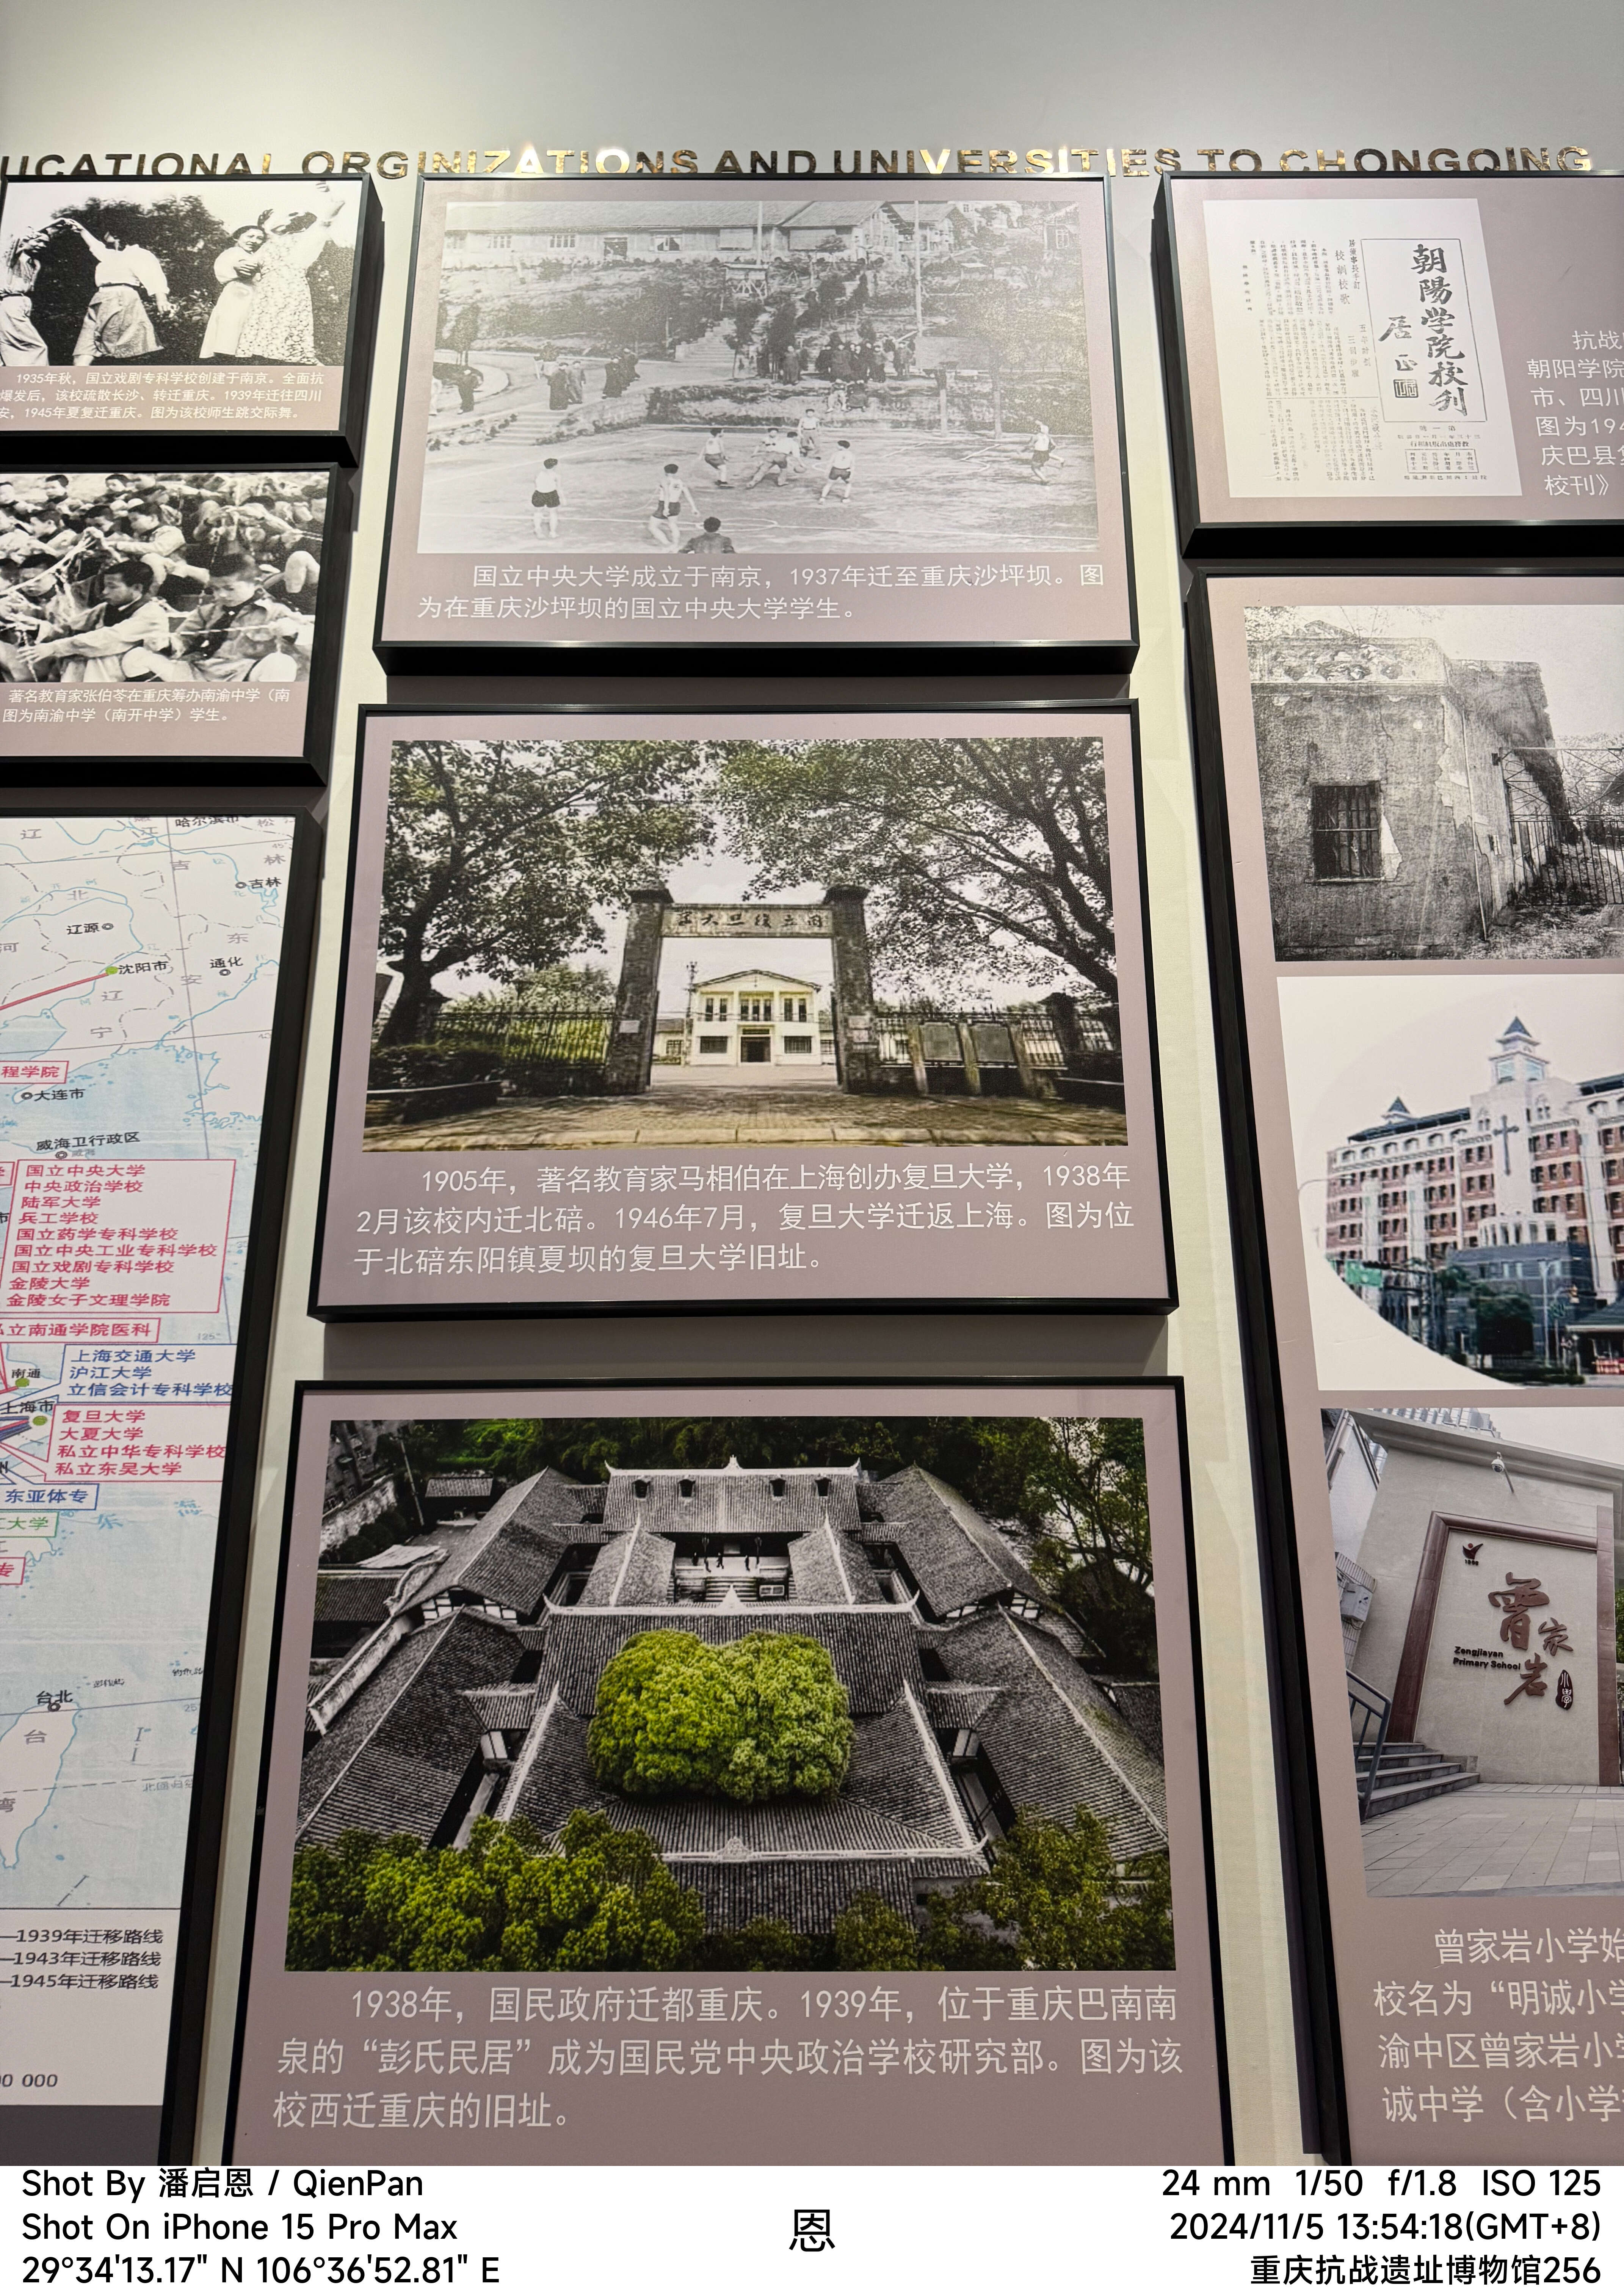 UCATIONAL ORGINIZATIONS AND UNIVERSITIES TO CHONGQING
1935年秋，国立戏剧专科学校创建于南京。全面抗
爆发后，该校疏散长沙、转迁重庆。1939年迁往四川
安，1945年夏复迁重庆。图为该校师生跳交际舞。
著名教育家张伯苓在重庆筹办南渝中学（南
图为南渝中学（南开中学）学生。
哈尔滨市
松
辽
吉
林
吉林
北
辽源
河
东
沈阳市
通化
安
辽
宁
程学院
大连市
威海卫行政区
国立中央大学
中央政治学校
陆军大学
兵工学校
国立药学专科学校
国立中央工业专科学校
国立戏剧专科学校
金陵大学
金陵女子文理学院
立南通学院医科
125°
上海交通大学
沪江大学
立信会计专科学校
南通
上海市
复旦大学
大夏大学
私立中华专科学校
私立东吴大学
东亚体专
东
海
大学
专
台北
台
湾
1939年迁移路线
1943年迁移路线
1945年迁移路线
0 000
国立中央大学成立于南京，1937年迁至重庆沙坪坝。图
为在重庆沙坪坝的国立中央大学学生。
1905年，著名教育家马相伯在上海创办复旦大学，1938年
2月该校内迁北碚。1946年7月，复旦大学迁返上海。图为位
于北碚东阳镇夏坝的复旦大学旧址。
1938年，国民政府迁都重庆。1939年，位于重庆巴南南
泉的“彭氏民居”成为国民党中央政治学校研究部。图为该
校西迁重庆的旧址。
朝陽学院校刊
居正
校訓校歌
抗战
朝阳学院
市、四川
图为194
庆巴县
校刊》
曾家岩
小学
Zengjiayan
Primary School
曾家岩小学始
校名为“明诚小学
渝中区曾家岩小
诚中学（含小学
Shot By 潘启恩 / QienPan
Shot On iPhone 15 Pro Max
29°34'13.17" N 106°36'52.81" E
恩
24 mm 1/50 f/1.8 ISO 125
2024/11/5 13:54:18(GMT+8)
重庆抗战遗址博物馆256